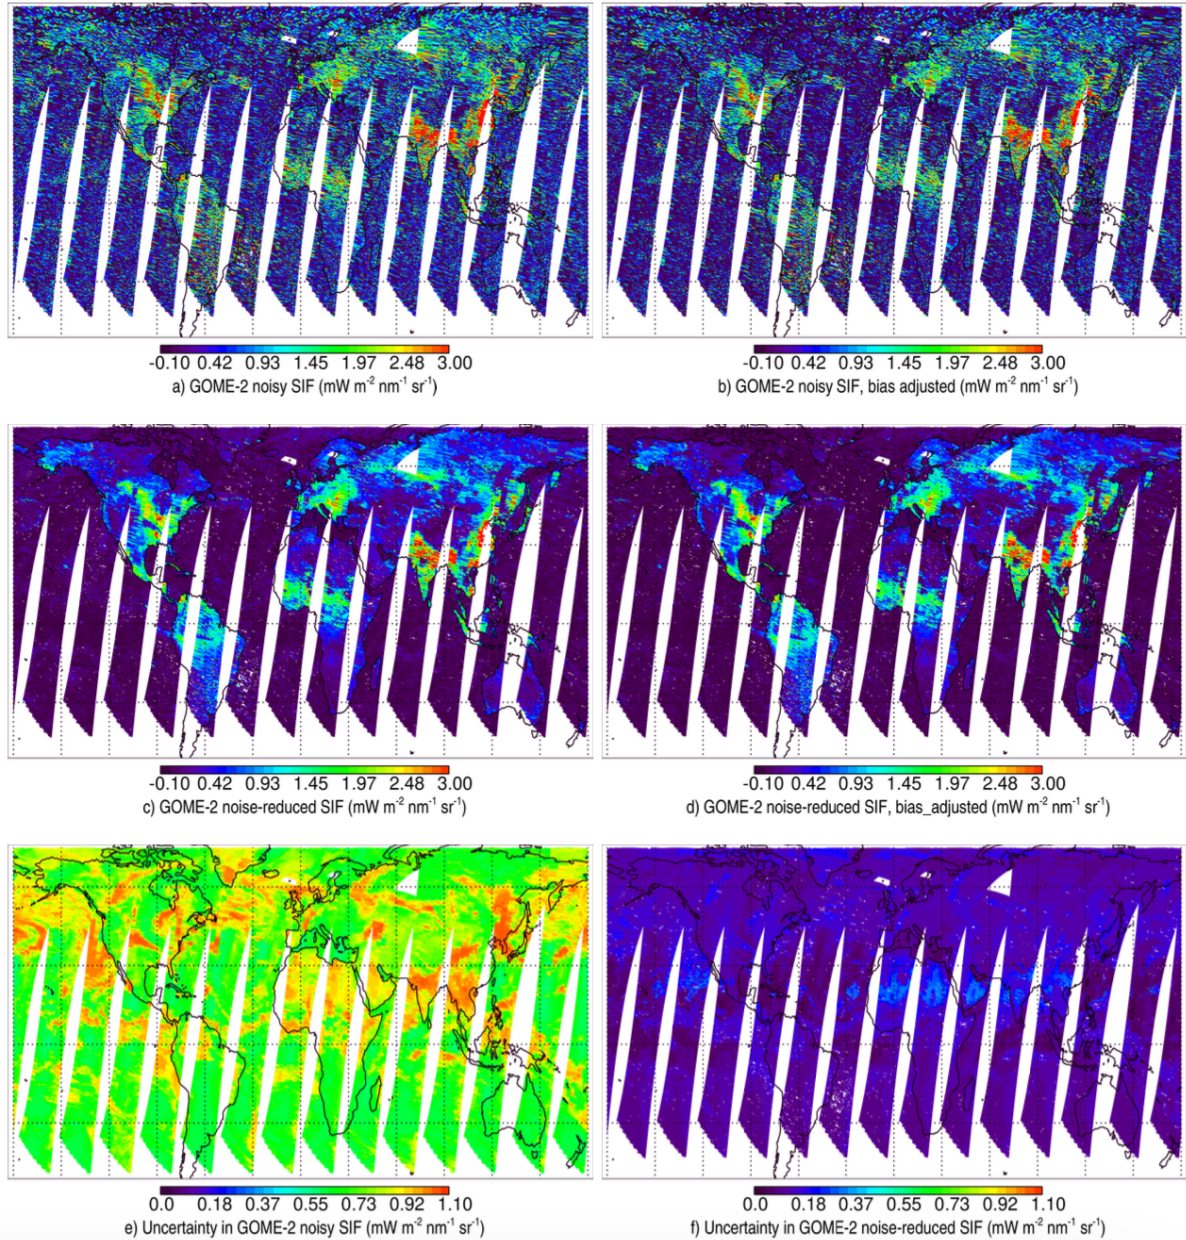 -0.10 0.42 0.93 1.45 1.97 2.48 3.00
a) GOME-2 noisy SIF (mW m⁻² nm⁻¹ sr⁻¹)
-0.10 0.42 0.93 1.45 1.97 2.48 3.00
b) GOME-2 noisy SIF, bias adjusted (mW m⁻² nm⁻¹ sr⁻¹)
-0.10 0.42 0.93 1.45 1.97 2.48 3.00
c) GOME-2 noise-reduced SIF (mW m⁻² nm⁻¹ sr⁻¹)
-0.10 0.42 0.93 1.45 1.97 2.48 3.00
d) GOME-2 noise-reduced SIF, bias_adjusted (mW m⁻² nm⁻¹ sr⁻¹)
0.0 0.18 0.37 0.55 0.73 0.92 1.10
e) Uncertainty in GOME-2 noisy SIF (mW m⁻² nm⁻¹ sr⁻¹)
0.0 0.18 0.37 0.55 0.73 0.92 1.10
f) Uncertainty in GOME-2 noise-reduced SIF (mW m⁻² nm⁻¹ sr⁻¹)